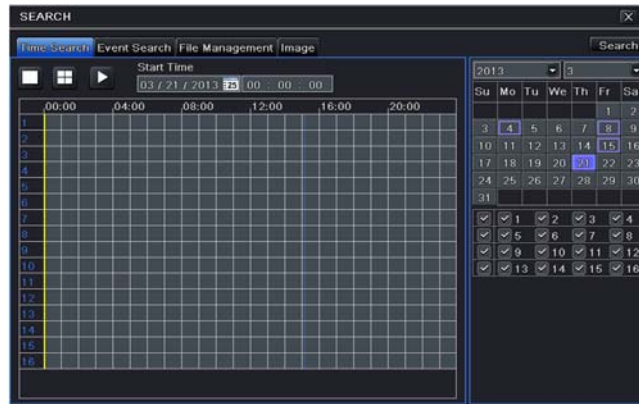 SEARCH
Time Search Event Search File Management Image
Search
Start Time
03 / 21 / 2013 25 00 : 00 : 00
00:00 04:00 08:00 12:00 16:00 20:00
1
2
3
4
5
6
7
8
9
10
11
12
13
14
15
16
2013 3
Su Mo Tu We Th Fr Sa
1 2
3 4 5 6 7 8 9
10 11 12 13 14 15 16
17 18 19 20 21 22 23
24 25 26 27 28 29 30
31
1 2 3 4
5 6 7 8
9 10 11 12
13 14 15 16